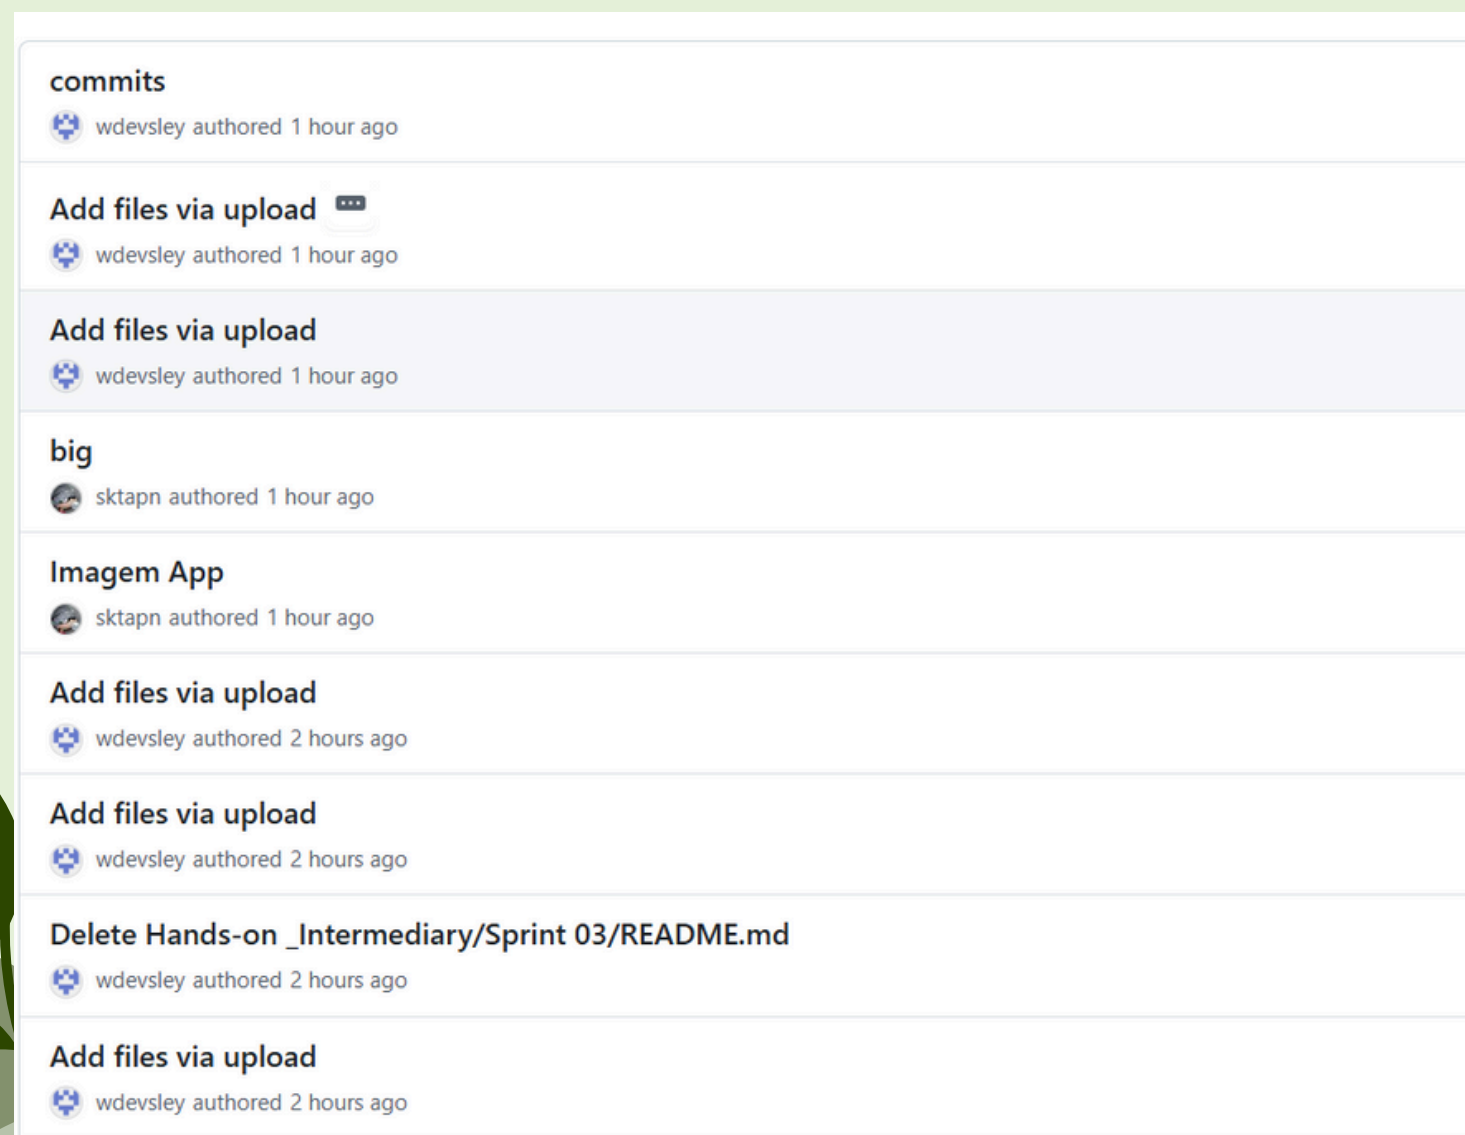 commits
wdevsley authored 1 hour ago
Add files via upload
wdevsley authored 1 hour ago
Add files via upload
wdevsley authored 1 hour ago
big
sktapn authored 1 hour ago
Imagem App
sktapn authored 1 hour ago
Add files via upload
wdevsley authored 2 hours ago
Add files via upload
wdevsley authored 2 hours ago
Delete Hands-on _Intermediary/Sprint 03/README.md
wdevsley authored 2 hours ago
Add files via upload
wdevsley authored 2 hours ago